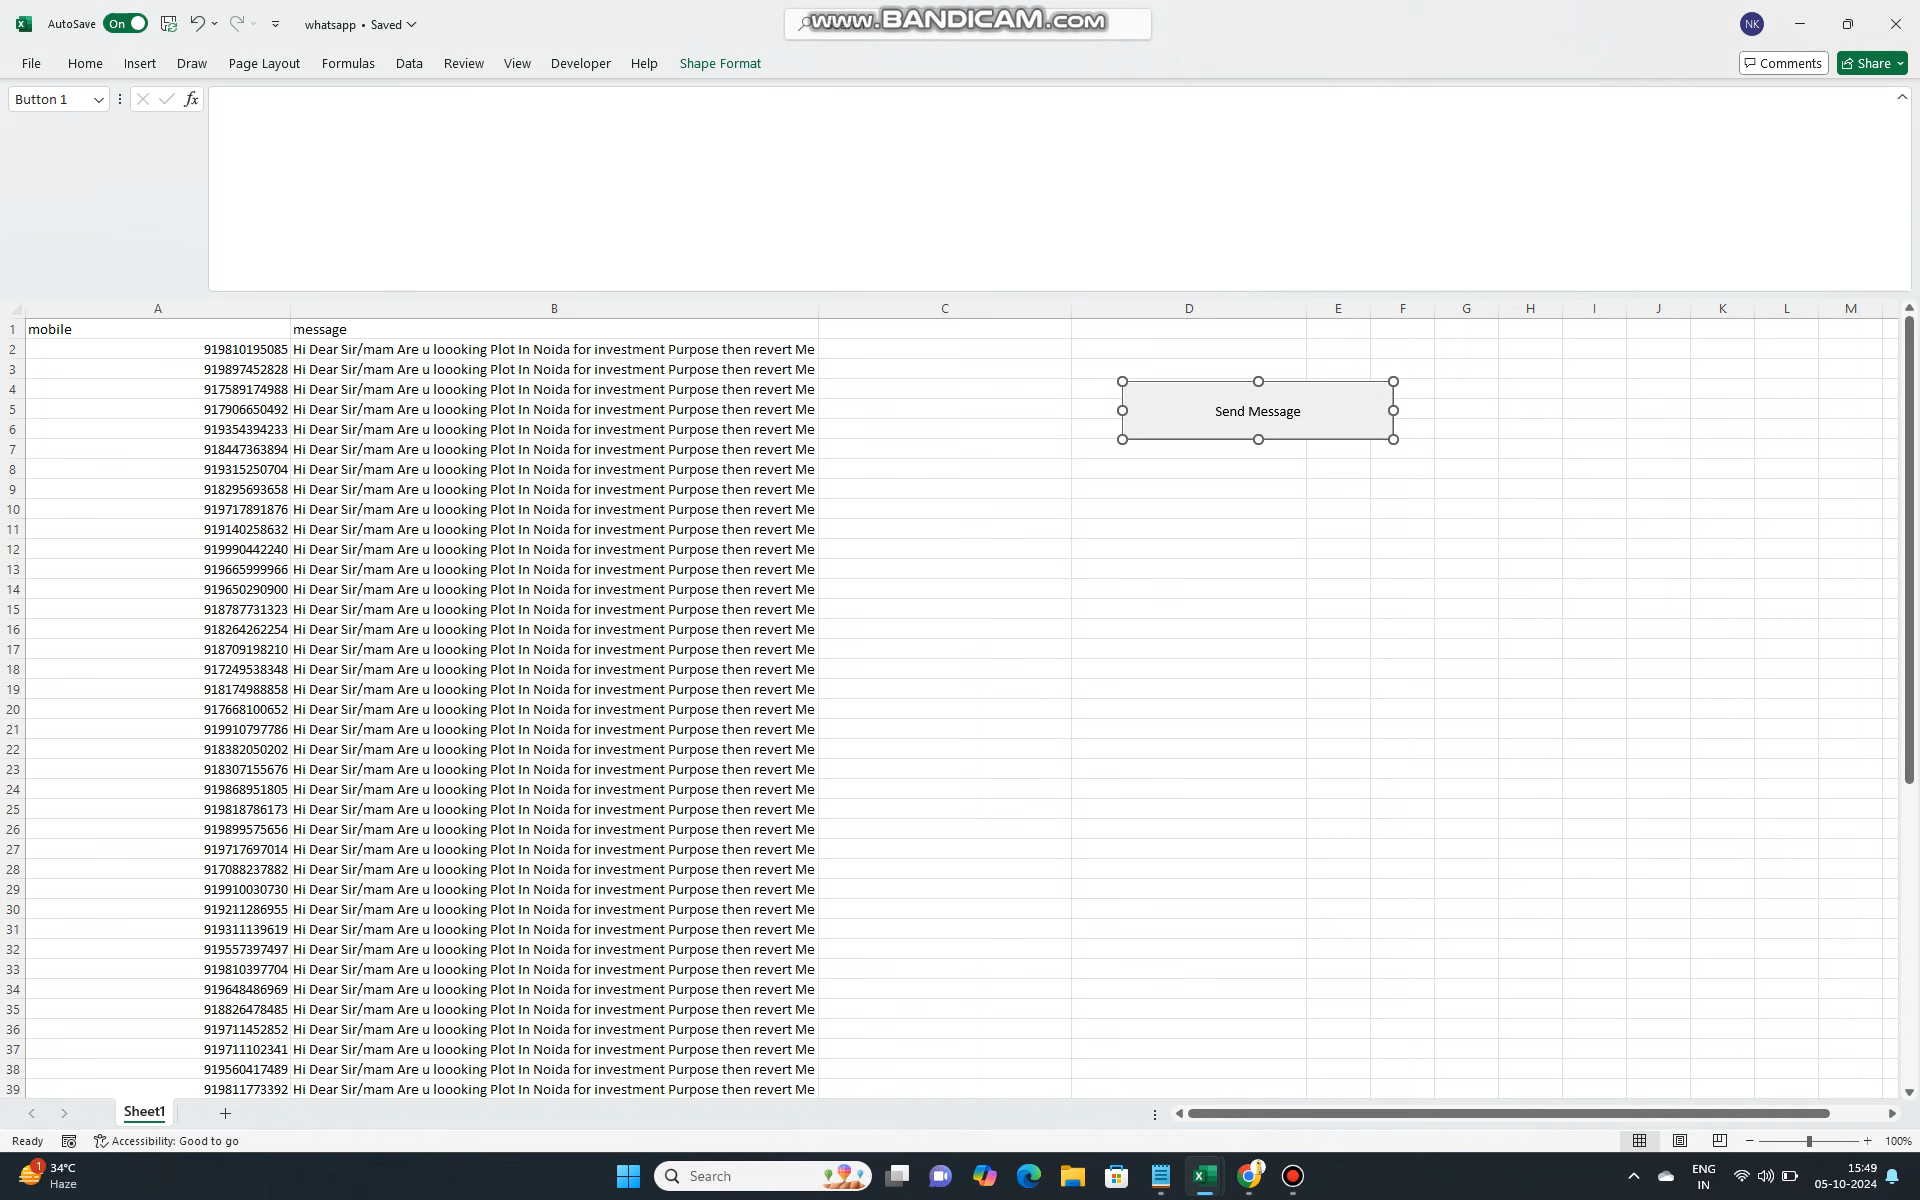 AutoSave On whatsapp • Saved www.BANDICAM.com NK
File Home Insert Draw Page Layout Formulas Data Review View Developer Help Shape Format Comments Share
Button 1 fx
A B C D E F G H I J K L M
1 mobile message
2 919810195085 Hi Dear Sir/mam Are u loooking Plot In Noida for investment Purpose then revert Me
3 919897452828 Hi Dear Sir/mam Are u loooking Plot In Noida for investment Purpose then revert Me
4 917589174988 Hi Dear Sir/mam Are u loooking Plot In Noida for investment Purpose then revert Me
5 917906650492 Hi Dear Sir/mam Are u loooking Plot In Noida for investment Purpose then revert Me
Send Message
6 919354394233 Hi Dear Sir/mam Are u loooking Plot In Noida for investment Purpose then revert Me
7 918447363894 Hi Dear Sir/mam Are u loooking Plot In Noida for investment Purpose then revert Me
8 919315250704 Hi Dear Sir/mam Are u loooking Plot In Noida for investment Purpose then revert Me
9 918295693658 Hi Dear Sir/mam Are u loooking Plot In Noida for investment Purpose then revert Me
10 919717891876 Hi Dear Sir/mam Are u loooking Plot In Noida for investment Purpose then revert Me
11 919140258632 Hi Dear Sir/mam Are u loooking Plot In Noida for investment Purpose then revert Me
12 919990442240 Hi Dear Sir/mam Are u loooking Plot In Noida for investment Purpose then revert Me
13 919665999966 Hi Dear Sir/mam Are u loooking Plot In Noida for investment Purpose then revert Me
14 919650290900 Hi Dear Sir/mam Are u loooking Plot In Noida for investment Purpose then revert Me
15 918787731323 Hi Dear Sir/mam Are u loooking Plot In Noida for investment Purpose then revert Me
16 918264262254 Hi Dear Sir/mam Are u loooking Plot In Noida for investment Purpose then revert Me
17 918709198210 Hi Dear Sir/mam Are u loooking Plot In Noida for investment Purpose then revert Me
18 917249538348 Hi Dear Sir/mam Are u loooking Plot In Noida for investment Purpose then revert Me
19 918174988858 Hi Dear Sir/mam Are u loooking Plot In Noida for investment Purpose then revert Me
20 917668100652 Hi Dear Sir/mam Are u loooking Plot In Noida for investment Purpose then revert Me
21 919910797786 Hi Dear Sir/mam Are u loooking Plot In Noida for investment Purpose then revert Me
22 918382050202 Hi Dear Sir/mam Are u loooking Plot In Noida for investment Purpose then revert Me
23 918307155676 Hi Dear Sir/mam Are u loooking Plot In Noida for investment Purpose then revert Me
24 919868951805 Hi Dear Sir/mam Are u loooking Plot In Noida for investment Purpose then revert Me
25 919818786173 Hi Dear Sir/mam Are u loooking Plot In Noida for investment Purpose then revert Me
26 919899575656 Hi Dear Sir/mam Are u loooking Plot In Noida for investment Purpose then revert Me
27 919717697014 Hi Dear Sir/mam Are u loooking Plot In Noida for investment Purpose then revert Me
28 917088237882 Hi Dear Sir/mam Are u loooking Plot In Noida for investment Purpose then revert Me
29 919910030730 Hi Dear Sir/mam Are u loooking Plot In Noida for investment Purpose then revert Me
30 919211286955 Hi Dear Sir/mam Are u loooking Plot In Noida for investment Purpose then revert Me
31 919311139619 Hi Dear Sir/mam Are u loooking Plot In Noida for investment Purpose then revert Me
32 919557397497 Hi Dear Sir/mam Are u loooking Plot In Noida for investment Purpose then revert Me
33 919810397704 Hi Dear Sir/mam Are u loooking Plot In Noida for investment Purpose then revert Me
34 919648486969 Hi Dear Sir/mam Are u loooking Plot In Noida for investment Purpose then revert Me
35 918826478485 Hi Dear Sir/mam Are u loooking Plot In Noida for investment Purpose then revert Me
36 919711452852 Hi Dear Sir/mam Are u loooking Plot In Noida for investment Purpose then revert Me
37 919711102341 Hi Dear Sir/mam Are u loooking Plot In Noida for investment Purpose then revert Me
38 919560417489 Hi Dear Sir/mam Are u loooking Plot In Noida for investment Purpose then revert Me
39 919811773392 Hi Dear Sir/mam Are u loooking Plot In Noida for investment Purpose then revert Me
Sheet1
Ready Accessibility: Good to go 100%
1 34°C Search ENG 15:49
Haze IN 05-10-2024